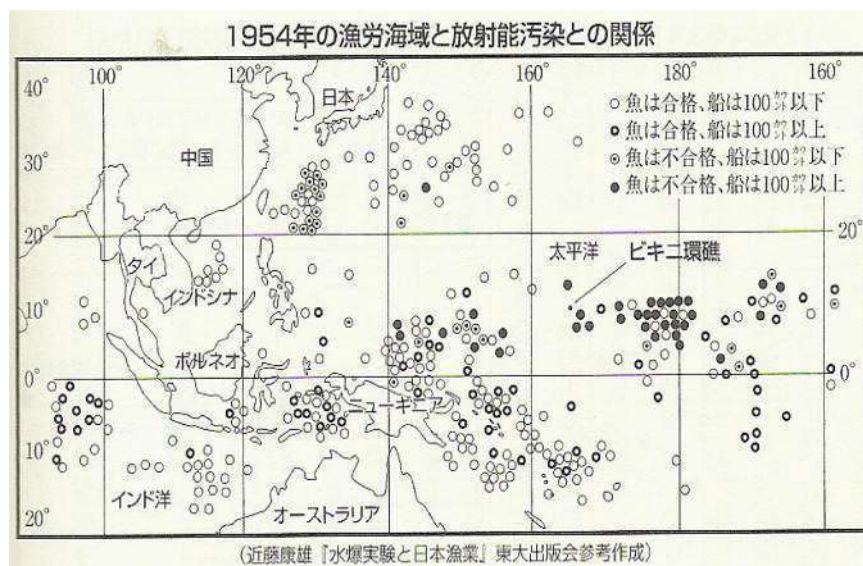 1954年の漁労海域と放射能汚染との関係
100° 120° 140° 160° 180° 160°
40°
30°
20°
10°
0°
10°
20°
20°
0°
日本
中国
○魚は合格、船は100カウント以下
○魚は合格、船は100カウント以上
⊙魚は不合格、船は100カウント以下
●魚は不合格、船は100カウント以上
太平洋 ビキニ環礁
タイ
インドシナ
ボルネオ
ニューギニア
インド洋
オーストラリア
(近藤康雄『水爆実験と日本漁業』東大出版会参考作成)